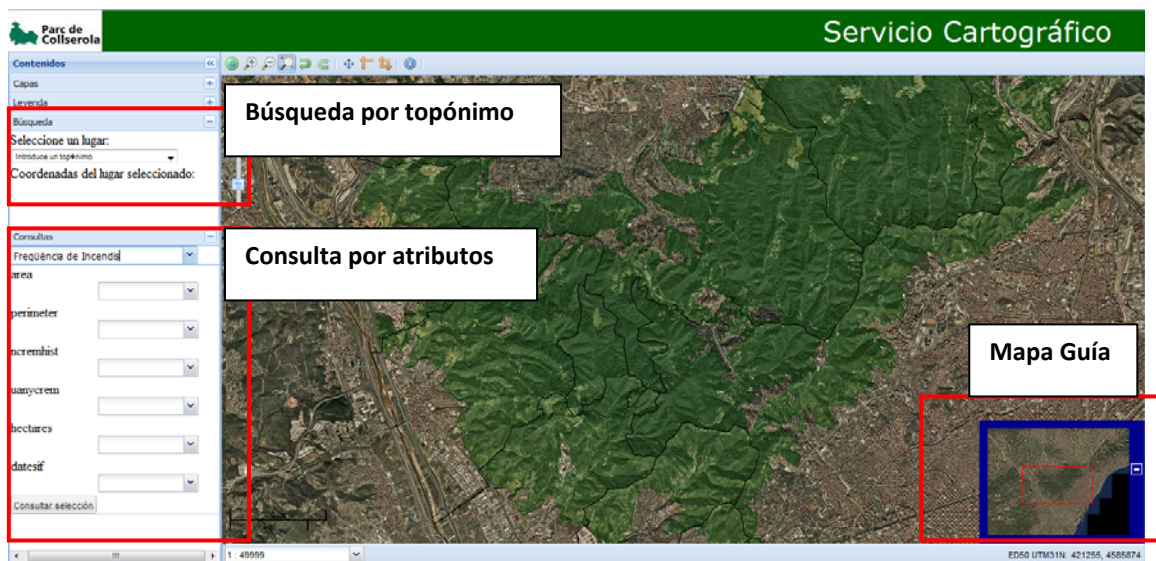 Parc de
Collserola
Servicio Cartográfico
Contenidos
Capas
Leyenda
Búsqueda
Seleccione un lugar:
Introduce un topónimo
Coordenadas del lugar seleccionado:
Búsqueda por topónimo
Consultas
Freqüència de Incendis
Consulta por atributos
area
perimeter
ncremhist
uanycrem
hectares
datesif
Consultar selección
Mapa Guía
1 : 49999
ED50 UTM31N: 421255, 4585874